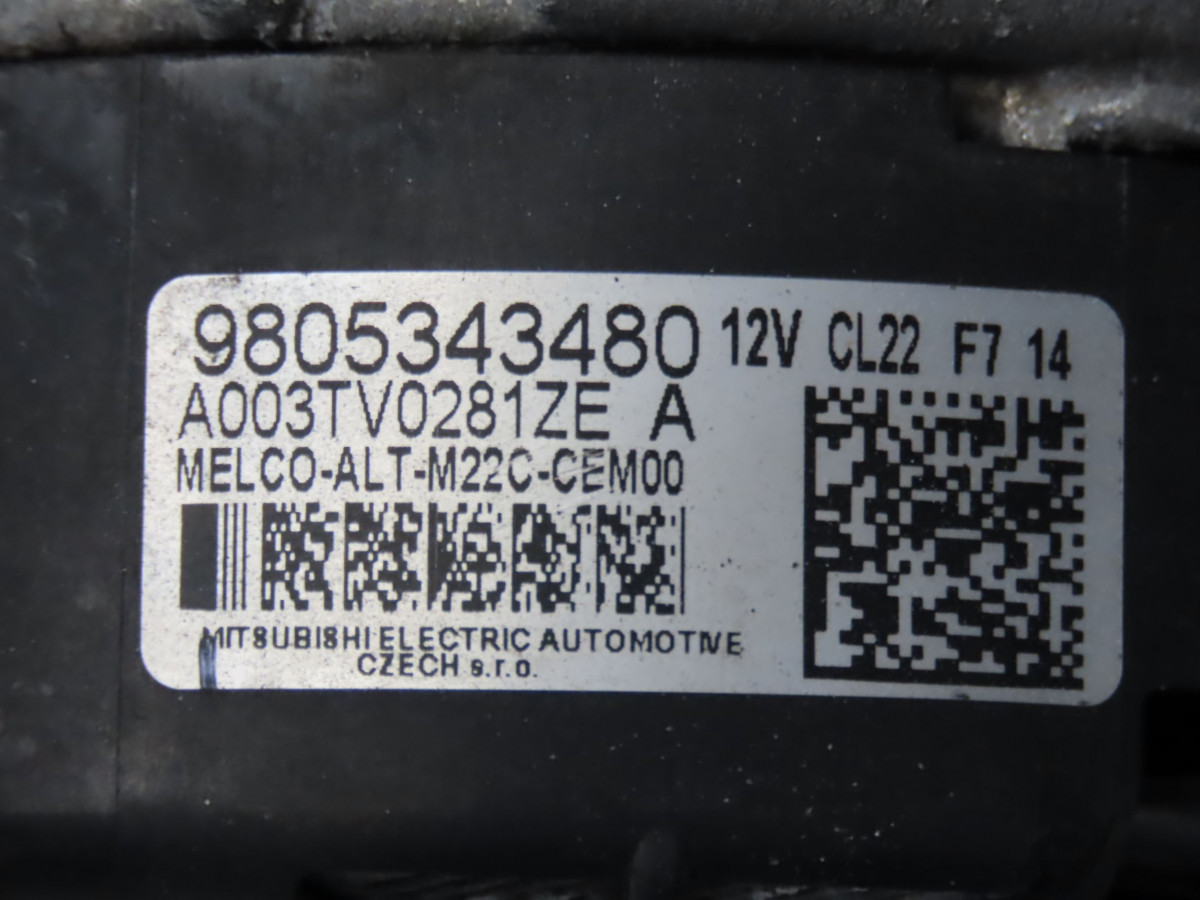 9805343480 12V CL22 F7 14
A003TV0281ZE A
MELCO-ALT-M22C-CEM00
MITSUBISHI ELECTRIC AUTOMOTIVE
CZECH s.r.o.